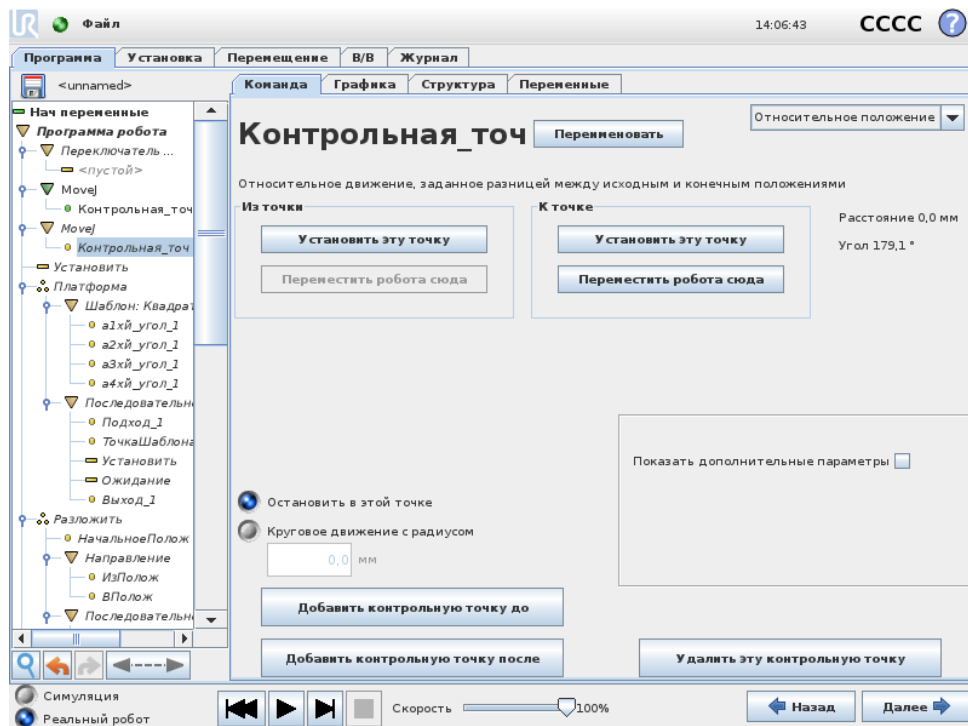 UR Файл 14:06:43 CCCC ?
Программа Установка Перемещение В/В Журнал
<unnamed>
Команда Графика Структура Переменные
Нач переменные
Программа робота
Переключатель ...
<пустой>
MoveJ
Контрольная_точ
MoveJ
Контрольная_точ
Установить
Платформа
Шаблон: Квадрат
a1хй_угол_1
a2хй_угол_1
a3хй_угол_1
a4хй_угол_1
Последовательн
Подход_1
ТочкаШаблона
Установить
Ожидание
Выход_1
Разложить
НачальноеПолож
Направление
ИзПолож
ВПолож
Последовательн
Симуляция
Реальный робот
Контрольная_точ Переименовать Относительное положение
Относительное движение, заданное разницей между исходным и конечным положениями
Из точки
Установить эту точку
Переместить робота сюда
К точке
Установить эту точку
Переместить робота сюда
Расстояние 0,0 мм
Угол 179,1 °
Показать дополнительные параметры
Остановить в этой точке
Круговое движение с радиусом
0,0 мм
Добавить контрольную точку до
Добавить контрольную точку после
Удалить эту контрольную точку
Скорость 100%
Назад Далее